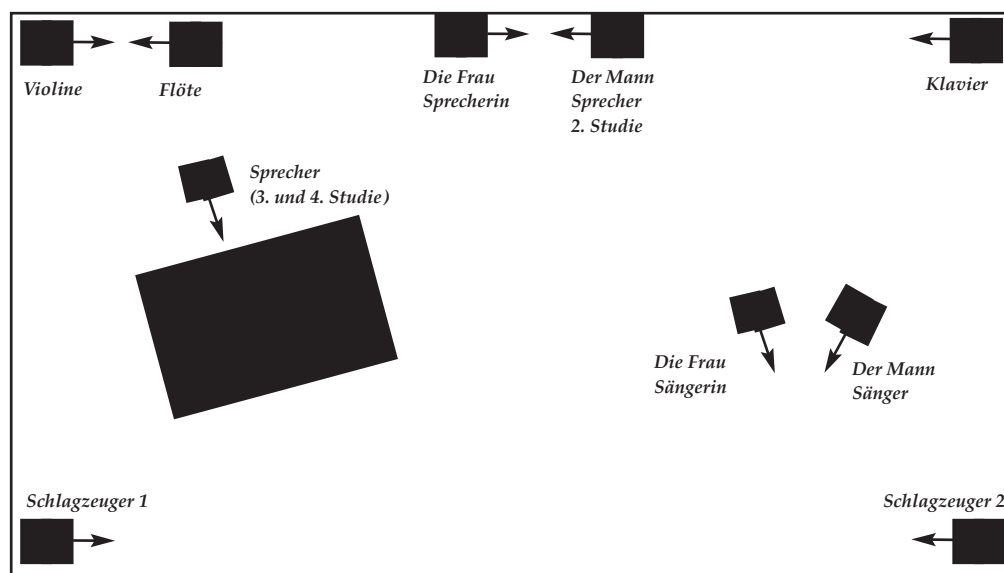 Violine
Flöte
Die Frau
Sprecherin
Der Mann
Sprecher
2. Studie
Klavier
Sprecher
(3. und 4. Studie)
Die Frau
Sängerin
Der Mann
Sänger
Schlagzeuger 1
Schlagzeuger 2